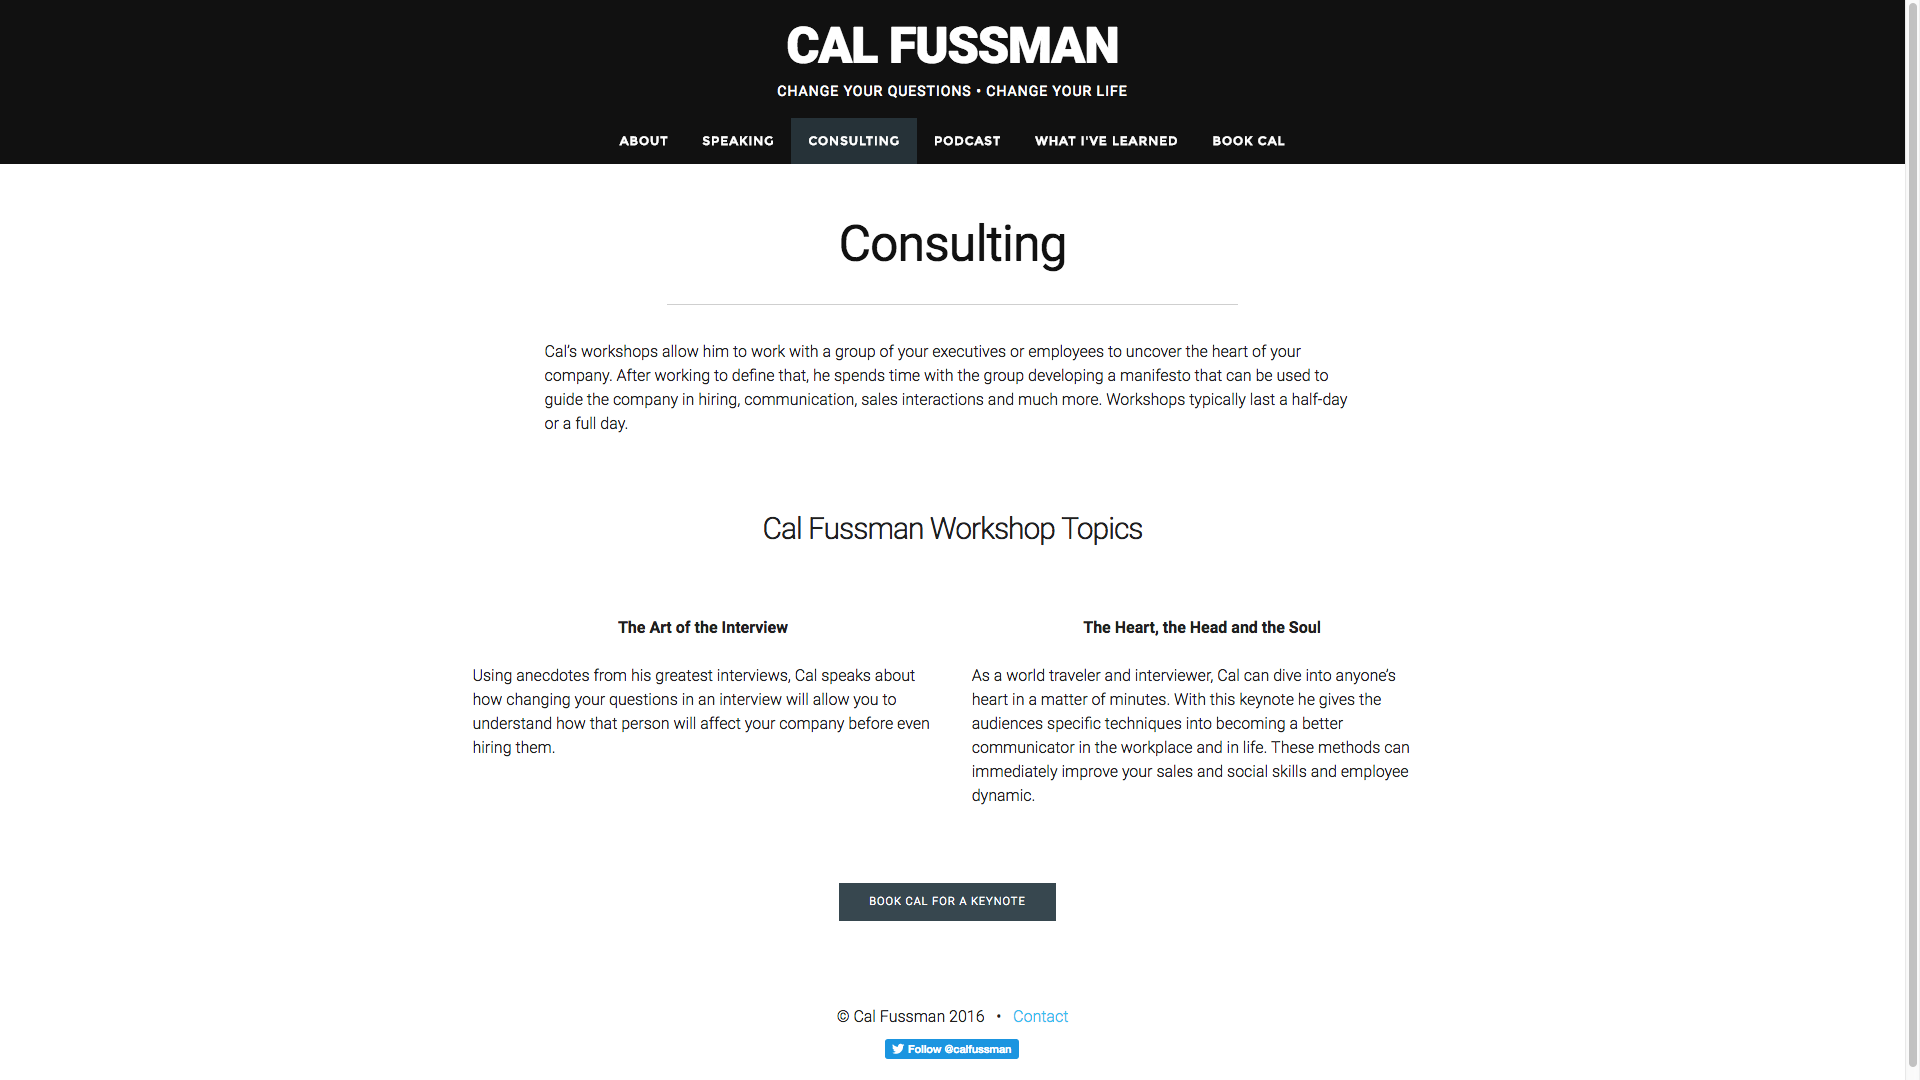 CAL FUSSMAN
CHANGE YOUR QUESTIONS • CHANGE YOUR LIFE
ABOUT SPEAKING CONSULTING PODCAST WHAT I'VE LEARNED BOOK CAL
Consulting
Cal’s workshops allow him to work with a group of your executives or employees to uncover the heart of your
company. After working to define that, he spends time with the group developing a manifesto that can be used to
guide the company in hiring, communication, sales interactions and much more. Workshops typically last a half-day
or a full day.
Cal Fussman Workshop Topics
The Art of the Interview
Using anecdotes from his greatest interviews, Cal speaks about
how changing your questions in an interview will allow you to
understand how that person will affect your company before even
hiring them.
The Heart, the Head and the Soul
As a world traveler and interviewer, Cal can dive into anyone’s
heart in a matter of minutes. With this keynote he gives the
audiences specific techniques into becoming a better
communicator in the workplace and in life. These methods can
immediately improve your sales and social skills and employee
dynamic.
BOOK CAL FOR A KEYNOTE
© Cal Fussman 2016 • Contact
Follow @calfussman